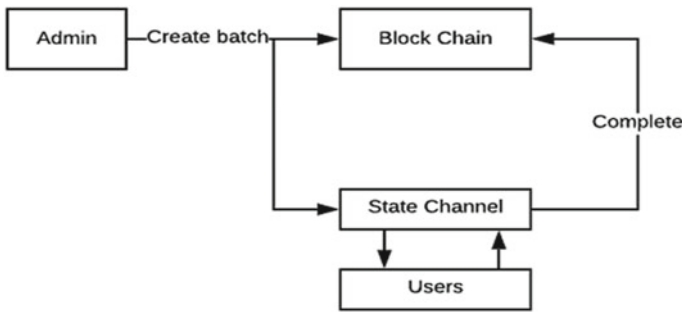 Admin
Create batch
Block Chain
Complete
State Channel
Users